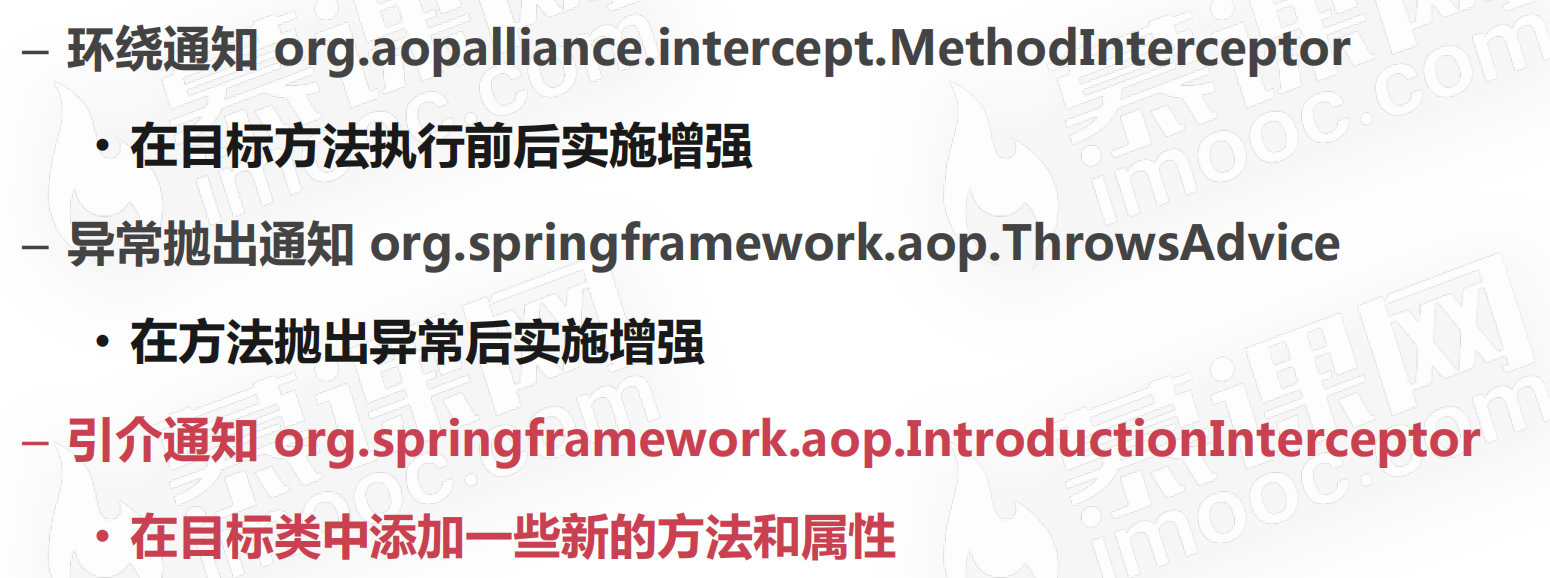 – 环绕通知 org.aopalliance.intercept.MethodInterceptor
• 在目标方法执行前后实施增强
– 异常抛出通知 org.springframework.aop.ThrowsAdvice
• 在方法抛出异常后实施增强
– 引介通知 org.springframework.aop.IntroductionInterceptor
• 在目标类中添加一些新的方法和属性
慕课网
imooc.com
慕课网
imooc.com
慕课网
imooc.com
慕课网
imooc.com